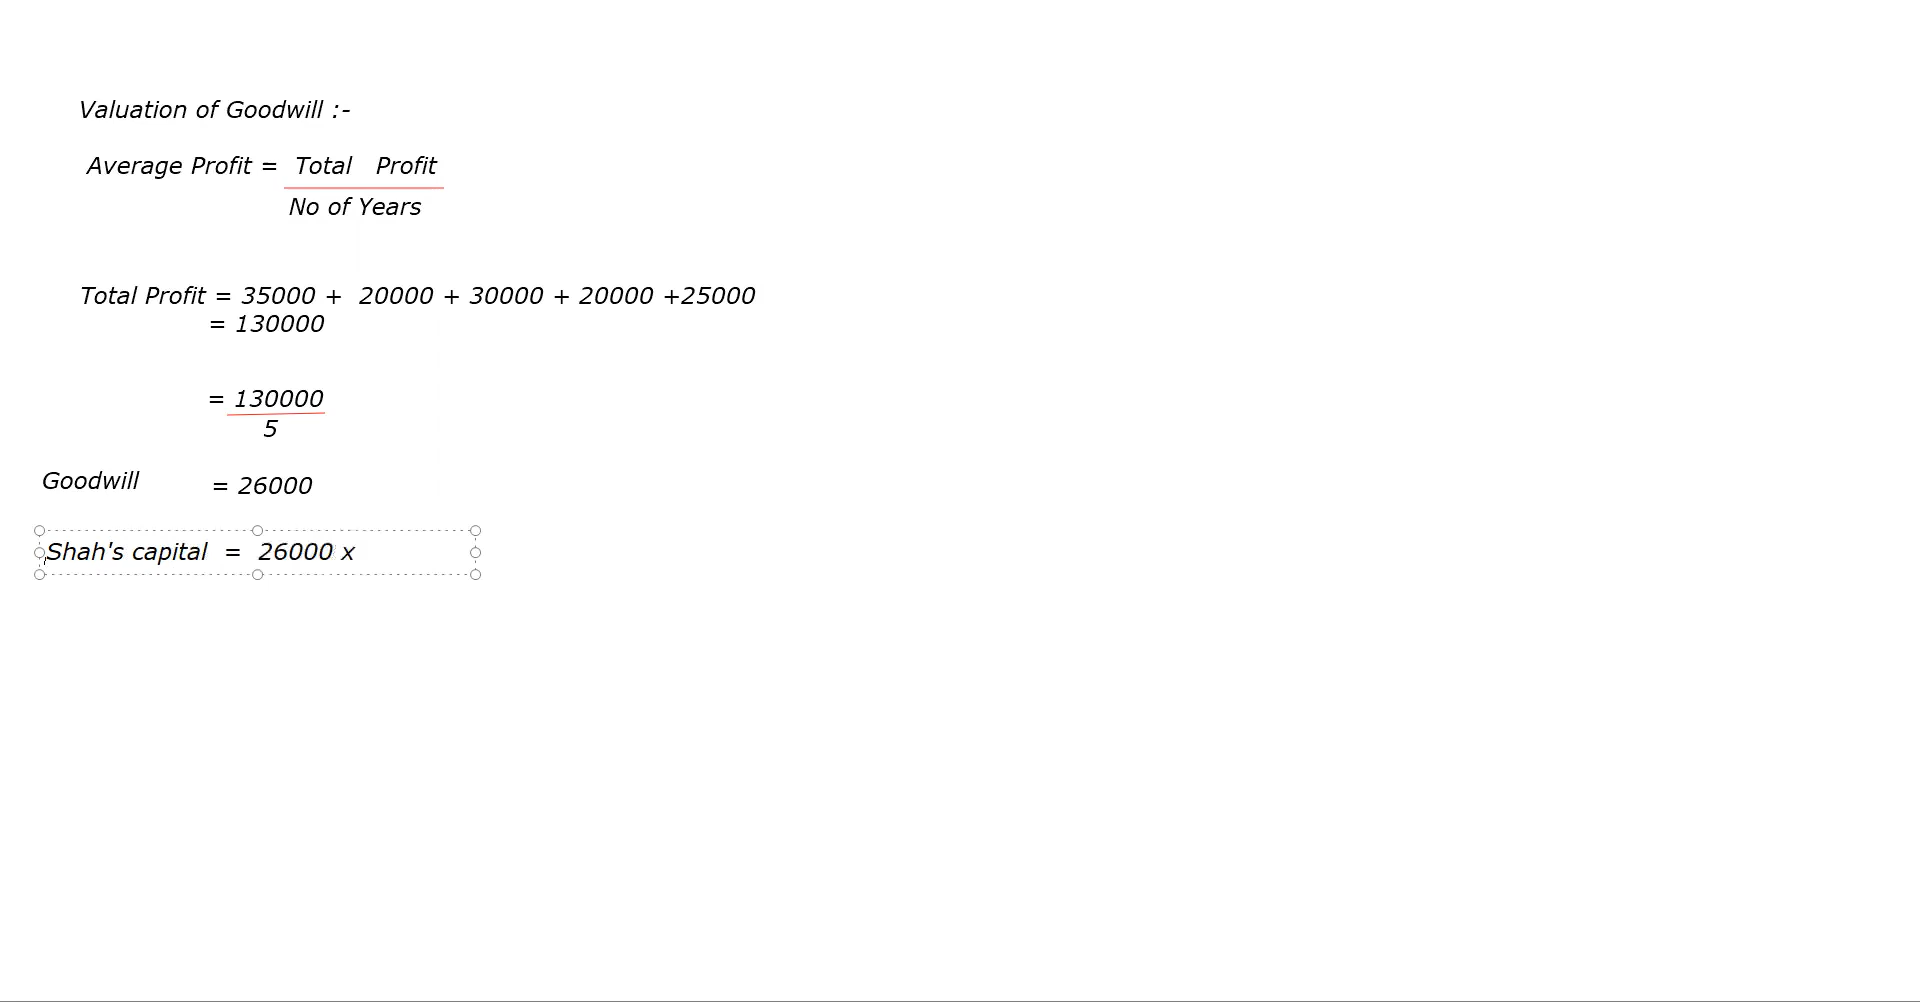 Valuation of Goodwill :-
Average Profit = Total Profit
No of Years
Total Profit = 35000 + 20000 + 30000 + 20000 +25000
= 130000
= 130000
5
Goodwill = 26000
Shah's capital = 26000 x